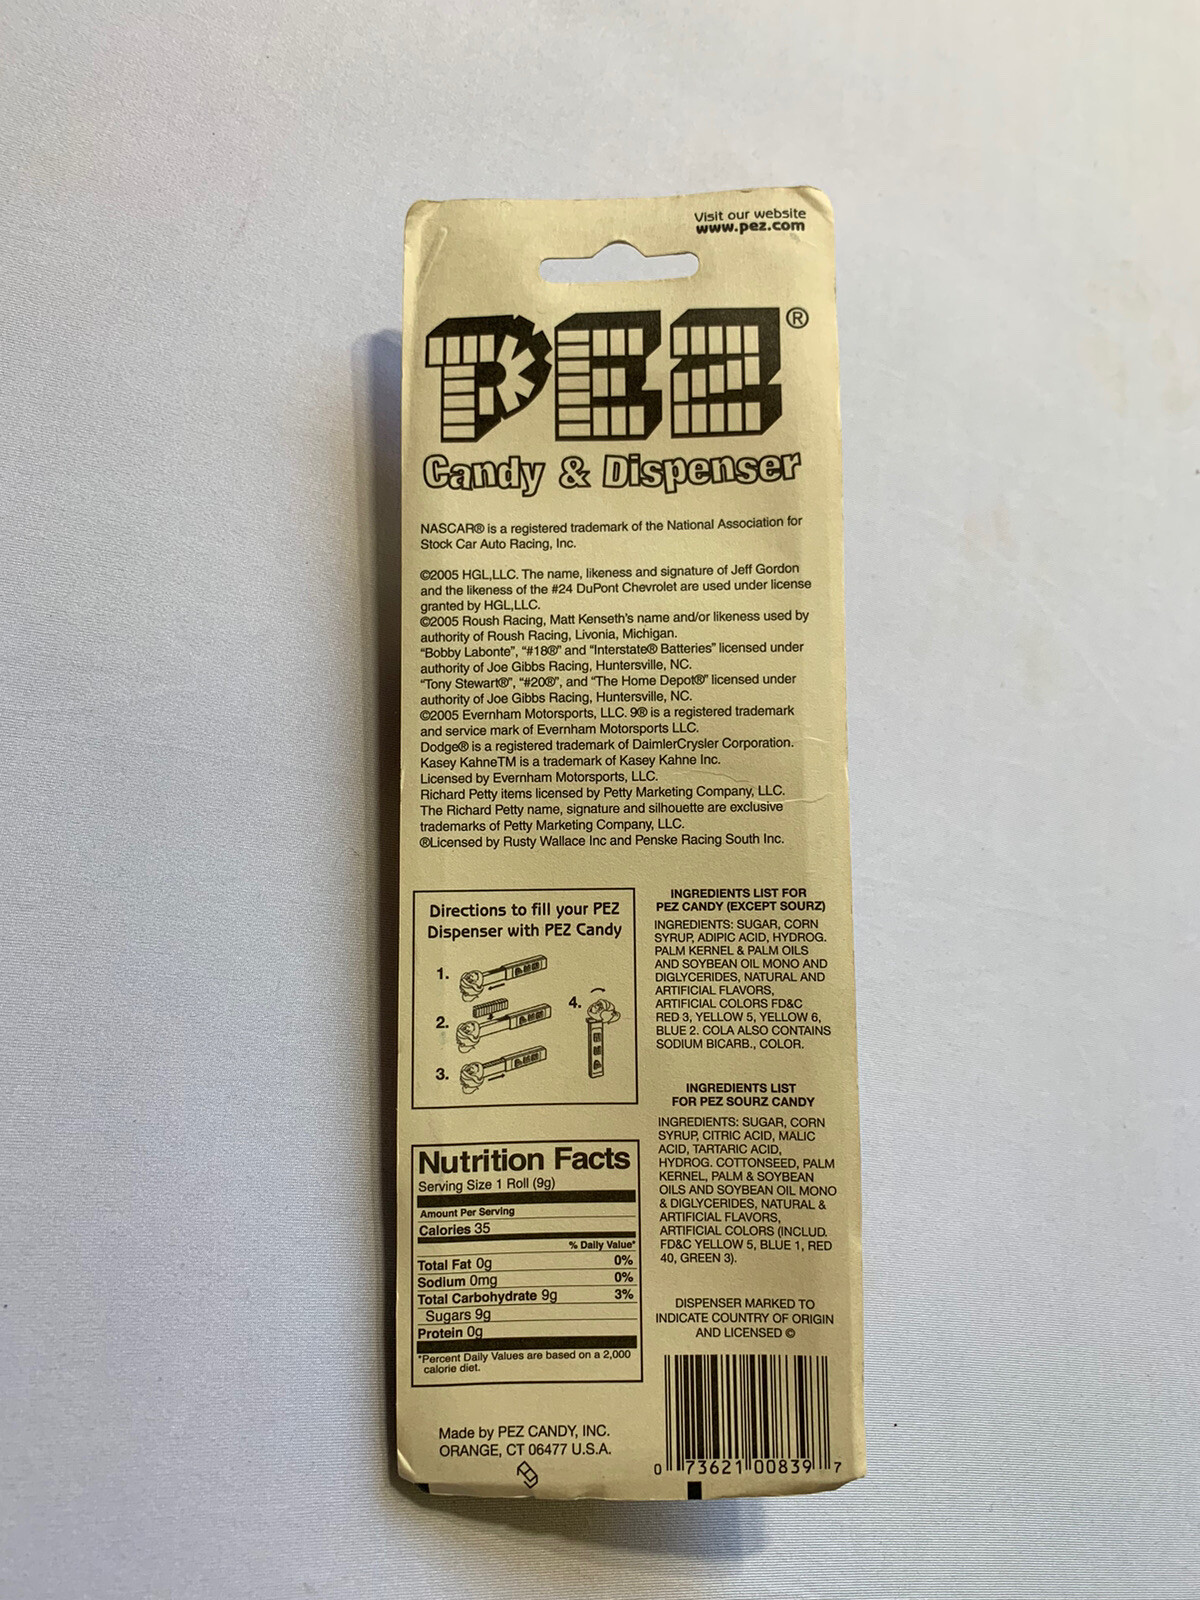 Visit our website
www.pez.com
PEZ®
Candy & Dispenser
NASCAR® is a registered trademark of the National Association for
Stock Car Auto Racing, Inc.
©2005 HGL,LLC. The name, likeness and signature of Jeff Gordon
and the likeness of the #24 DuPont Chevrolet are used under license
granted by HGL,LLC.
©2005 Roush Racing, Matt Kenseth's name and/or likeness used by
authority of Roush Racing, Livonia, Michigan.
"Bobby Labonte", "#18®" and "Interstate® Batteries" licensed under
authority of Joe Gibbs Racing, Huntersville, NC.
"Tony Stewart®", "#20®", and "The Home Depot®" licensed under
authority of Joe Gibbs Racing, Huntersville, NC.
©2005 Evernham Motorsports, LLC. 9® is a registered trademark
and service mark of Evernham Motorsports LLC.
Dodge® is a registered trademark of DaimlerCrysler Corporation.
Kasey KahneTM is a trademark of Kasey Kahne Inc.
Licensed by Evernham Motorsports, LLC.
Richard Petty items licensed by Petty Marketing Company, LLC.
The Richard Petty name, signature and silhouette are exclusive
trademarks of Petty Marketing Company, LLC.
®Licensed by Rusty Wallace Inc and Penske Racing South Inc.
Directions to fill your PEZ
Dispenser with PEZ Candy
1.
2.
3.
4.
Nutrition Facts
Serving Size 1 Roll (9g)
Amount Per Serving
Calories 35
% Daily Value*
Total Fat 0g 0%
Sodium 0mg 0%
Total Carbohydrate 9g 3%
Sugars 9g
Protein 0g
*Percent Daily Values are based on a 2,000
calorie diet.
Made by PEZ CANDY, INC.
ORANGE, CT 06477 U.S.A.
INGREDIENTS LIST FOR
PEZ CANDY (EXCEPT SOURZ)
INGREDIENTS: SUGAR, CORN
SYRUP, ADIPIC ACID, HYDROG.
PALM KERNEL & PALM OILS
AND SOYBEAN OIL MONO AND
DIGLYCERIDES, NATURAL AND
ARTIFICIAL FLAVORS,
ARTIFICIAL COLORS FD&C
RED 3, YELLOW 5, YELLOW 6,
BLUE 2. COLA ALSO CONTAINS
SODIUM BICARB., COLOR.
INGREDIENTS LIST
FOR PEZ SOURZ CANDY
INGREDIENTS: SUGAR, CORN
SYRUP, CITRIC ACID, MALIC
ACID, TARTARIC ACID,
HYDROG. COTTONSEED, PALM
KERNEL, PALM & SOYBEAN
OILS AND SOYBEAN OIL MONO
& DIGLYCERIDES, NATURAL &
ARTIFICIAL FLAVORS,
ARTIFICIAL COLORS (INCLUD.
FD&C YELLOW 5, BLUE 1, RED
40, GREEN 3).
DISPENSER MARKED TO
INDICATE COUNTRY OF ORIGIN
AND LICENSED ©
0 73621 00839 7